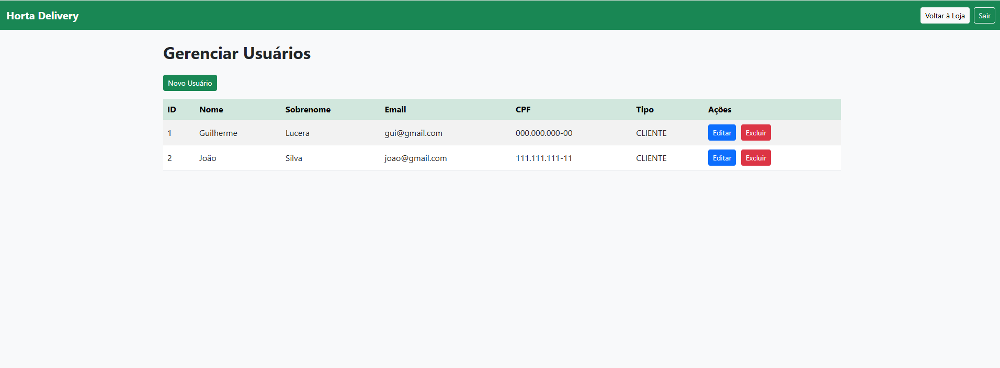 Horta Delivery Voltar à Loja Sair
Gerenciar Usuários
Novo Usuário
ID Nome Sobrenome Email CPF Tipo Ações
1 Guilherme Lucera gui@gmail.com 000.000.000-00 CLIENTE Editar Excluir
2 João Silva joao@gmail.com 111.111.111-11 CLIENTE Editar Excluir